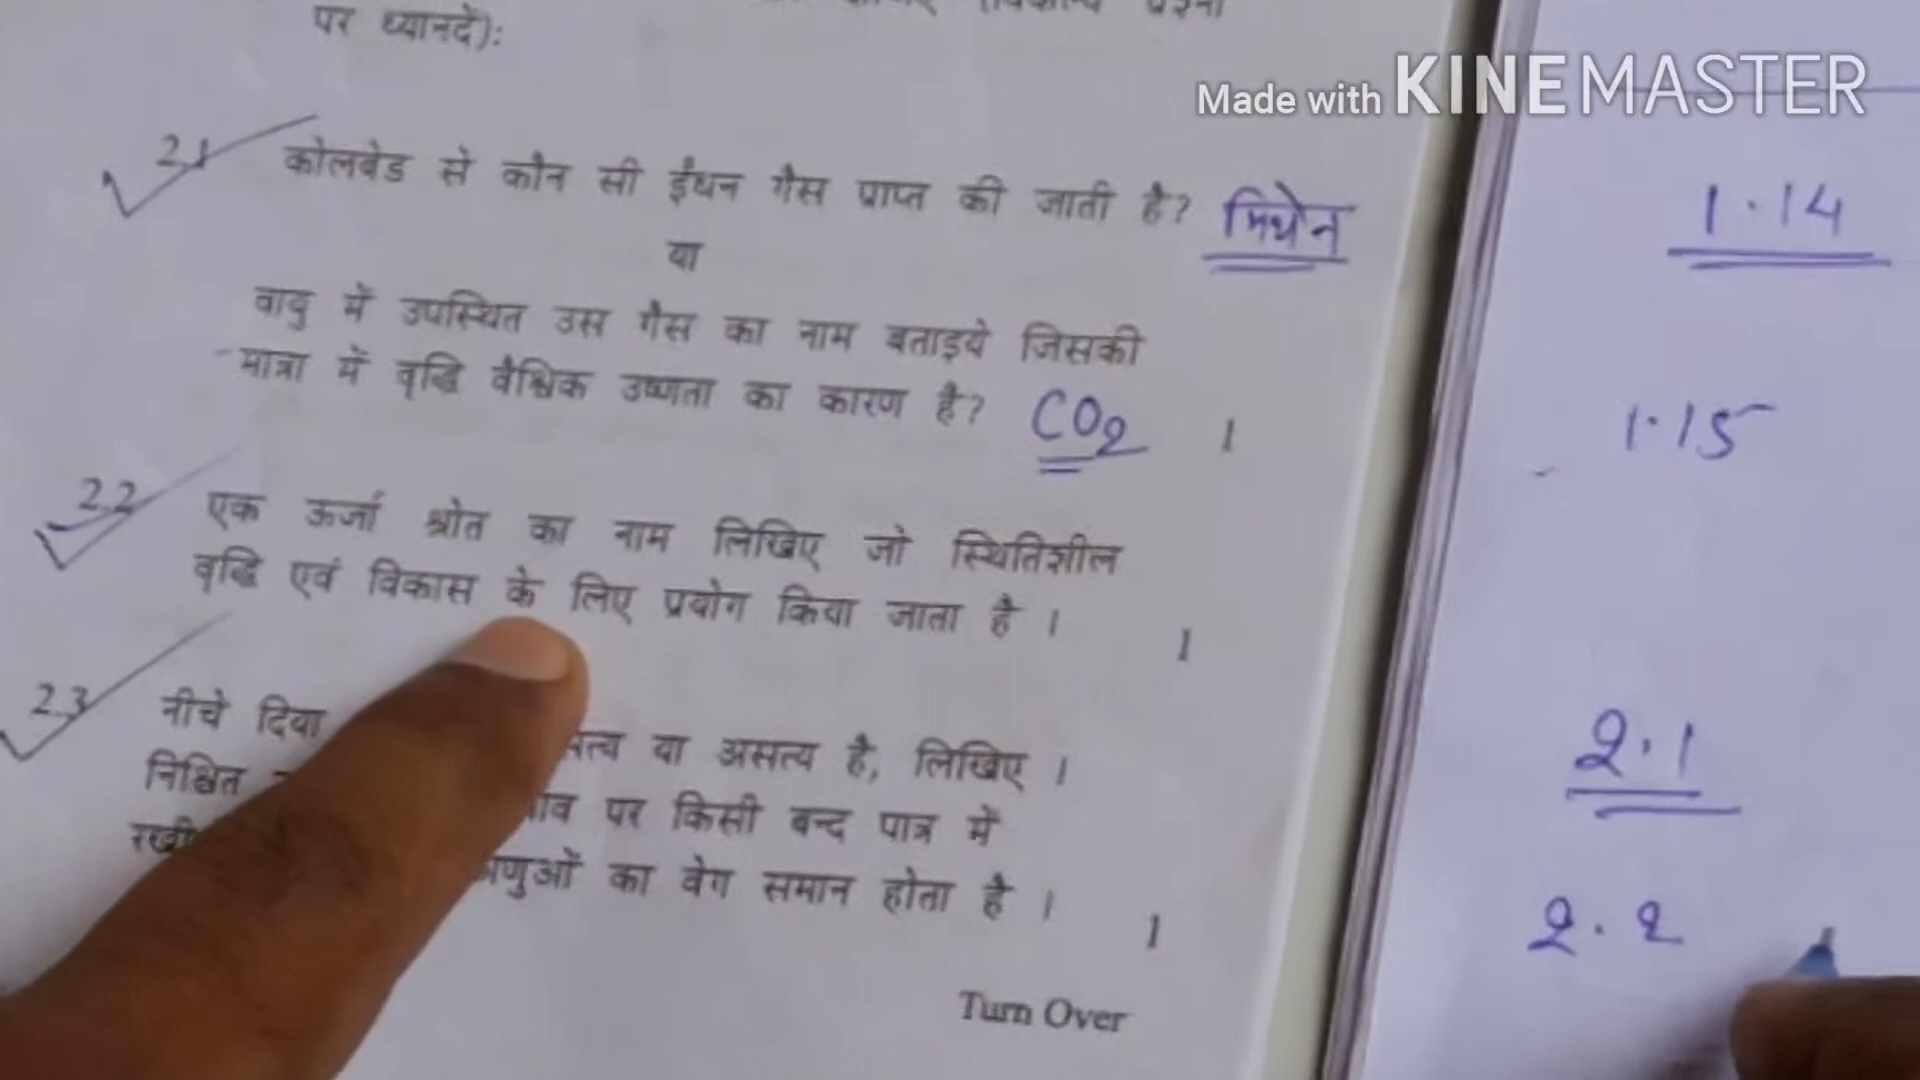 पर ध्यानदें):
Made with KINEMASTER
2.1 कोलबेड से कौन सी ईंधन गैस प्राप्त की जाती है? मिथेन
या
वायु में उपस्थित उस गैस का नाम बताइये जिसकी
मात्रा में वृद्धि वैश्विक उष्णता का कारण है? CO2 1
2.2 एक ऊर्जा श्रोत का नाम लिखिए जो स्थितिशील
वृद्धि एवं विकास के लिए प्रयोग किया जाता है । 1
2.3 नीचे दिया या असत्य है, लिखिए ।
निश्चित पर किसी बन्द पात्र में
का वेग समान होता है । 1
Turn Over
1.14
1.15
2.1
2.2